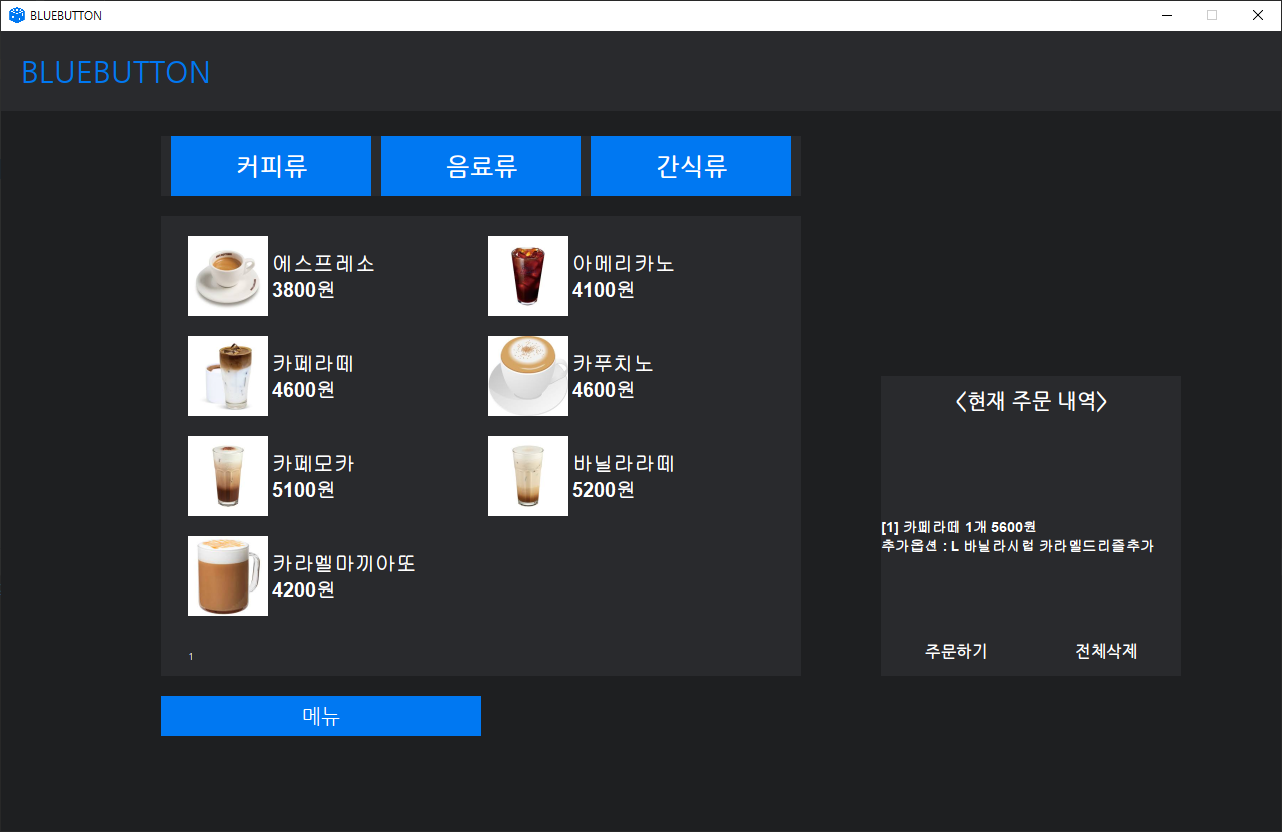 BLUEBUTTON
BLUEBUTTON
커피류 음료류 간식류
에스프레소
3800원
아메리카노
4100원
카페라떼
4600원
카푸치노
4600원
카페모카
5100원
바닐라라떼
5200원
카라멜마끼아또
4200원
1
메뉴
<현재 주문 내역>
[1] 카페라떼 1개 5600원
추가옵션 : L 바닐라시럽 카라멜드리즐추가
주문하기 전체삭제